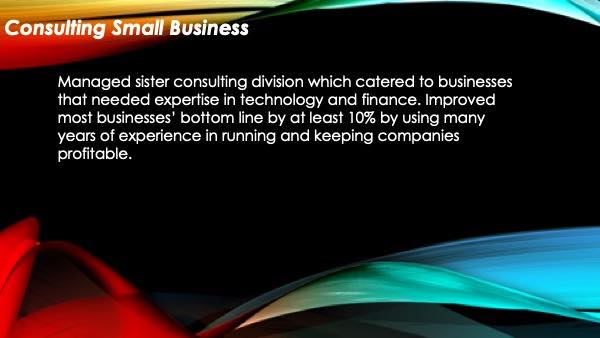 Consulting Small Business
Managed sister consulting division which catered to businesses
that needed expertise in technology and finance. Improved
most businesses’ bottom line by at least 10% by using many
years of experience in running and keeping companies
profitable.